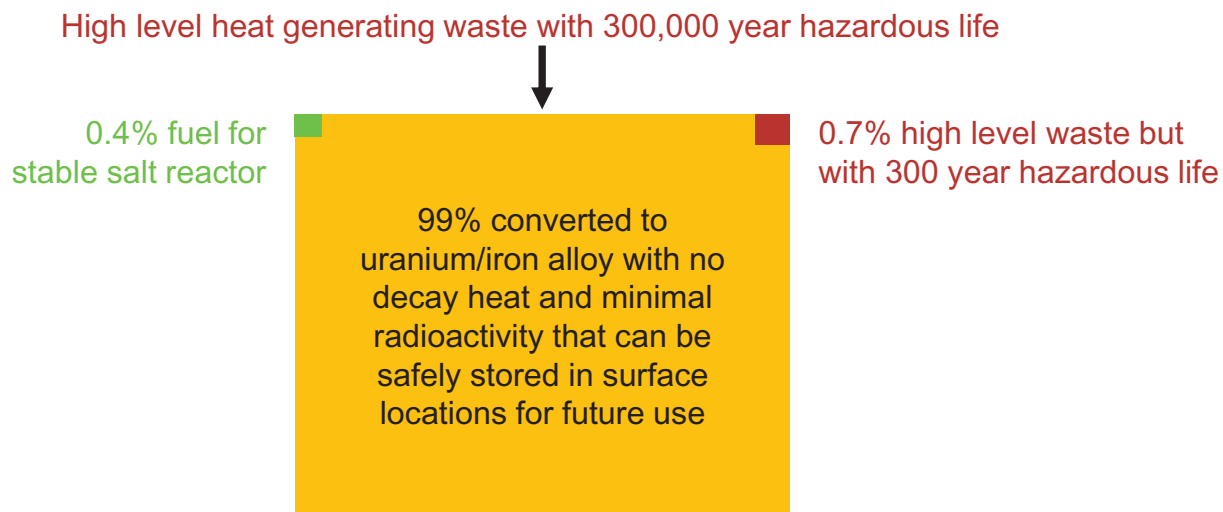 High level heat generating waste with 300,000 year hazardous life
0.4% fuel for
stable salt reactor
0.7% high level waste but
with 300 year hazardous life
99% converted to
uranium/iron alloy with no
decay heat and minimal
radioactivity that can be
safely stored in surface
locations for future use